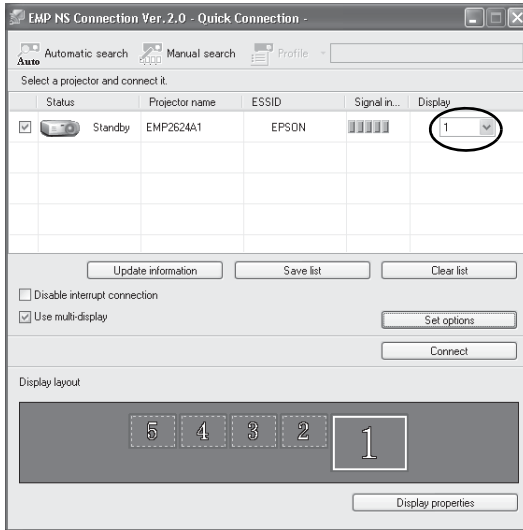 EMP NS Connection Ver.2.0 - Quick Connection -
Auto Automatic search Manual search Profile
Select a projector and connect it.
Status Projector name ESSID Signal in... Display
Standby EMP2624A1 EPSON 1
Update information Save list Clear list
Disable interrupt connection
Use multi-display
Set options
Connect
Display layout
5 4 3 2 1
Display properties